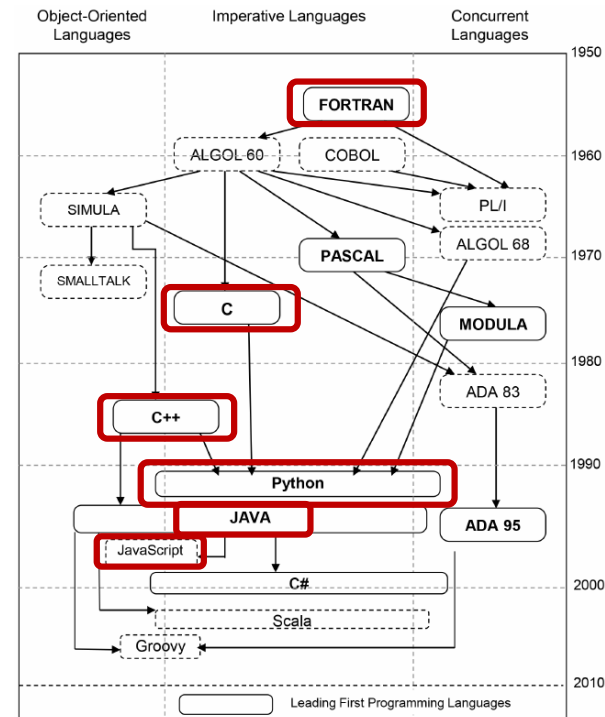 Object-Oriented Languages
Imperative Languages
Concurrent Languages
1950
FORTRAN
ALGOL 60
COBOL
1960
SIMULA
PL/I
ALGOL 68
PASCAL
1970
SMALLTALK
C
MODULA
1980
ADA 83
C++
1990
Python
JAVA
ADA 95
JavaScript
C#
2000
Scala
Groovy
2010
Leading First Programming Languages